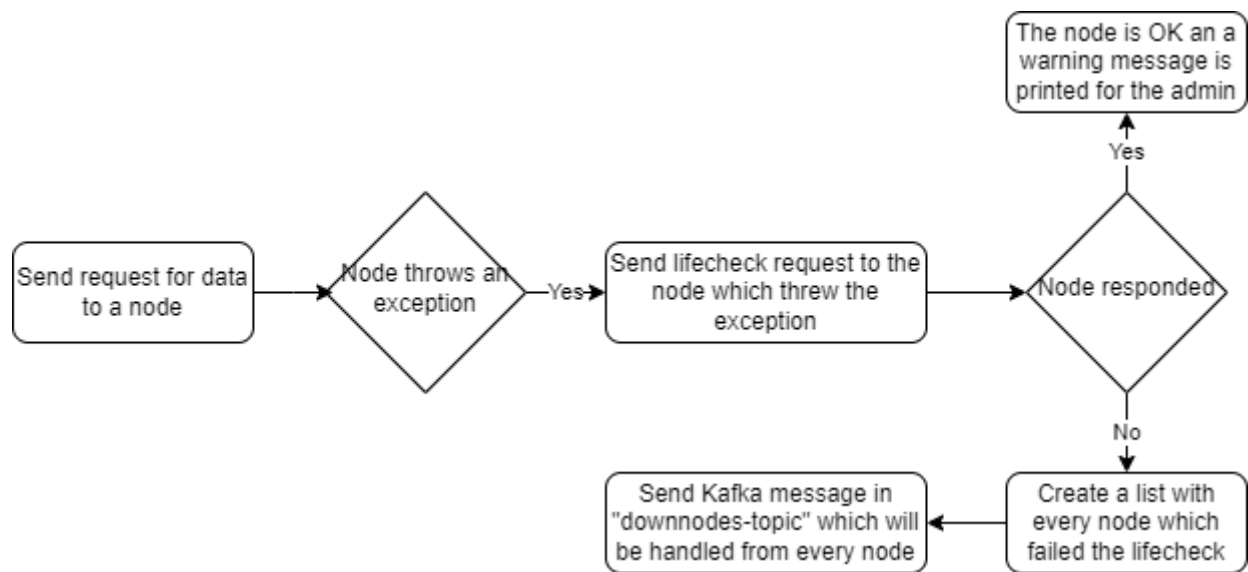 The node is OK an a
warning message is
printed for the admin
Yes
Send request for data
to a node
Node throws an
exception
Yes
Send lifecheck request to the
node which threw the
exception
Node responded
No
Send Kafka message in
"downnodes-topic" which will
be handled from every node
Create a list with
every node which
failed the lifecheck